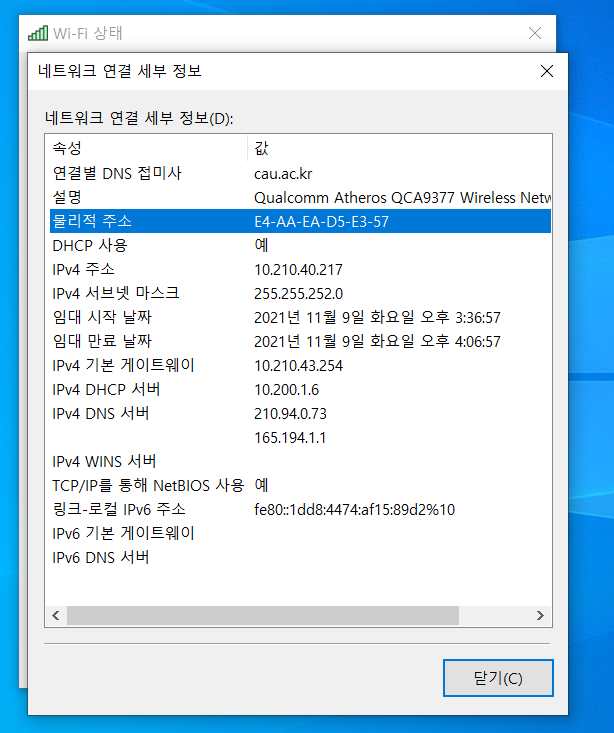 Wi-Fi 상태
네트워크 연결 세부 정보
네트워크 연결 세부 정보(D):
속성 값
연결별 DNS 접미사 cau.ac.kr
설명 Qualcomm Atheros QCA9377 Wireless Netw
물리적 주소 E4-AA-EA-D5-E3-57
DHCP 사용 예
IPv4 주소 10.210.40.217
IPv4 서브넷 마스크 255.255.252.0
임대 시작 날짜 2021년 11월 9일 화요일 오후 3:36:57
임대 만료 날짜 2021년 11월 9일 화요일 오후 4:06:57
IPv4 기본 게이트웨이 10.210.43.254
IPv4 DHCP 서버 10.200.1.6
IPv4 DNS 서버 210.94.0.73
165.194.1.1
IPv4 WINS 서버
TCP/IP를 통해 NetBIOS 사용 예
링크-로컬 IPv6 주소 fe80::1dd8:4474:af15:89d2%10
IPv6 기본 게이트웨이
IPv6 DNS 서버
닫기(C)